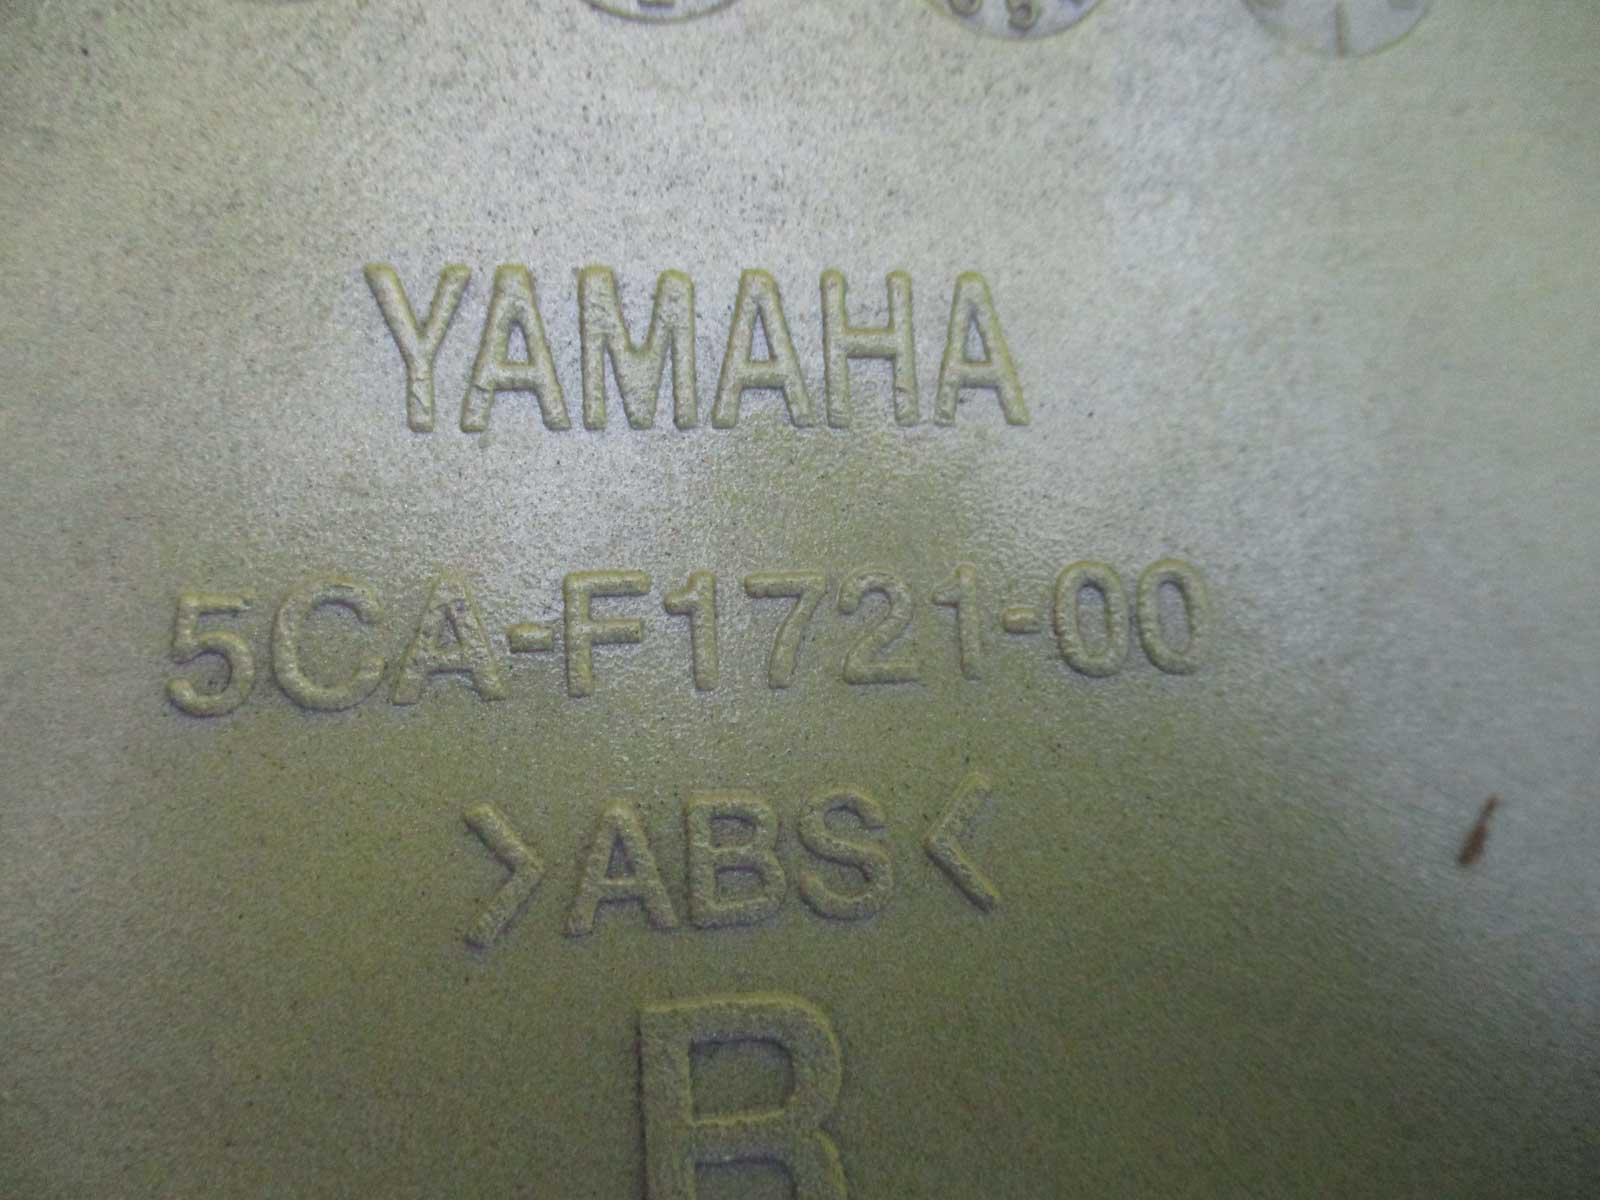 YAMAHA
5CA-F1721-00
>ABS<
R